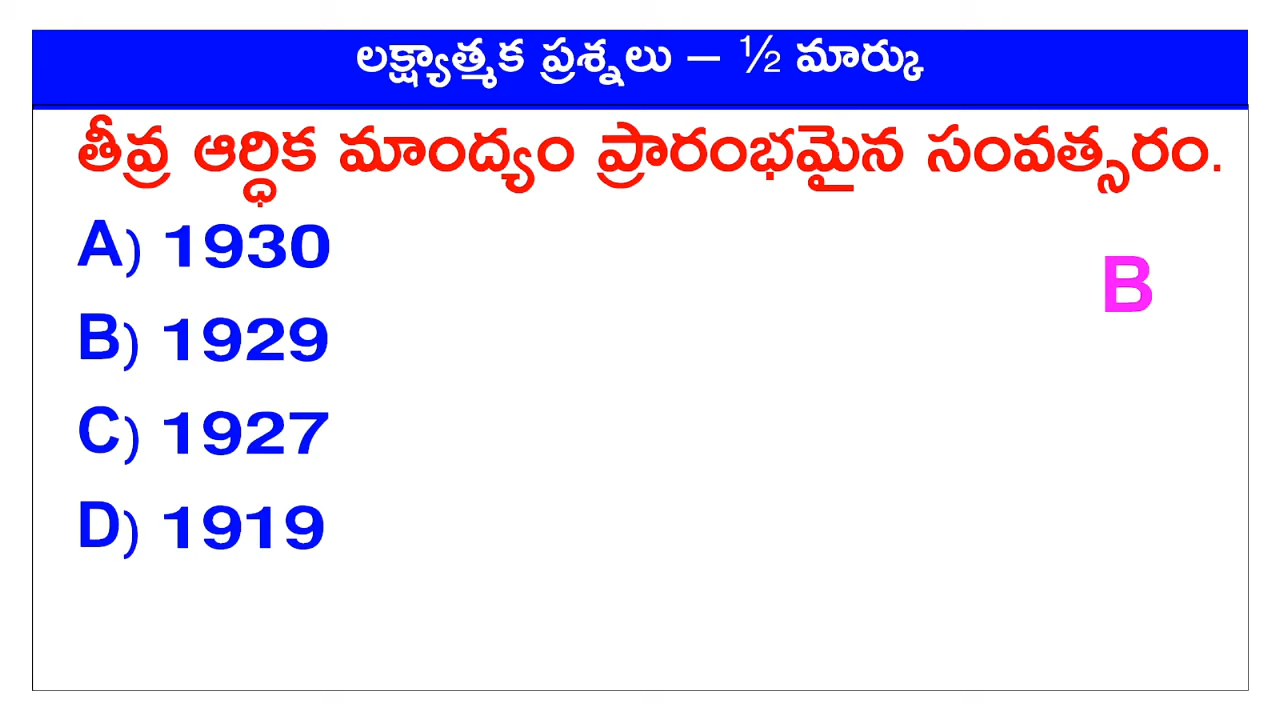 లక్ష్యాత్మక ప్రశ్నలు – ½ మార్కు
తీవ్ర ఆర్ధిక మాంద్యం ప్రారంభమైన సంవత్సరం.
A) 1930
B
B) 1929
C) 1927
D) 1919